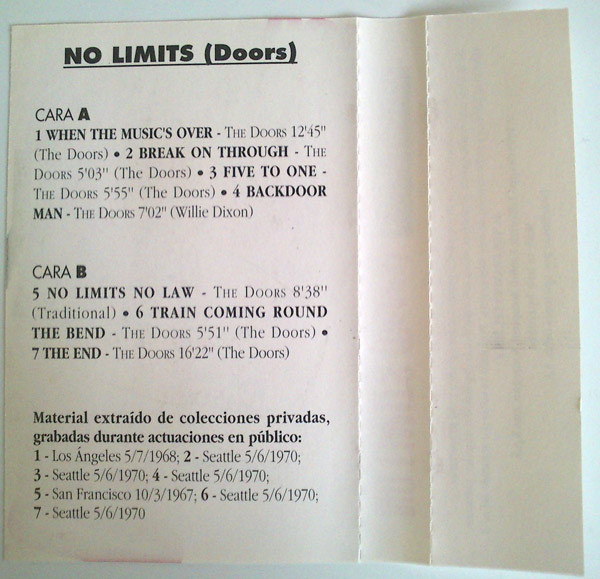 NO LIMITS (Doors)
CARA A
1 WHEN THE MUSIC'S OVER - THE DOORS 12'45"
(The Doors) • 2 BREAK ON THROUGH - THE
DOORS 5'03" (The Doors) • 3 FIVE TO ONE -
THE DOORS 5'55" (The Doors) • 4 BACKDOOR
MAN - THE DOORS 7'02" (Willie Dixon)
CARA B
5 NO LIMITS NO LAW - THE DOORS 8'38"
(Traditional) • 6 TRAIN COMING ROUND
THE BEND - THE DOORS 5'51" (The Doors) •
7 THE END - THE DOORS 16'22" (The Doors)
Material extraído de colecciones privadas,
grabadas durante actuaciones en público:
1 - Los Ángeles 5/7/1968; 2 - Seattle 5/6/1970;
3 - Seattle 5/6/1970; 4 - Seattle 5/6/1970;
5 - San Francisco 10/3/1967; 6 - Seattle 5/6/1970;
7 - Seattle 5/6/1970